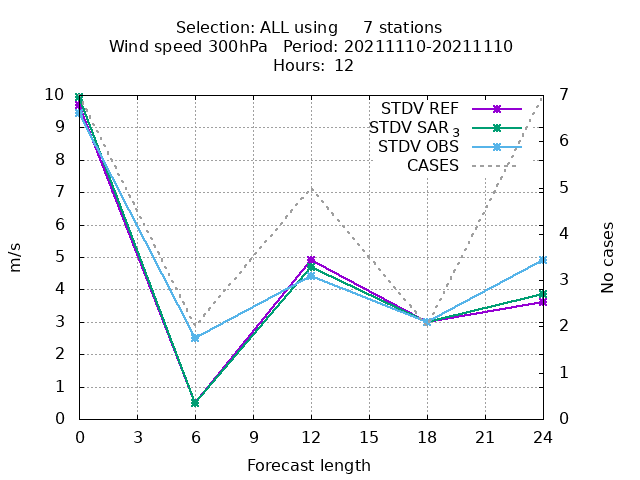 Selection: ALL using     7 stations
Wind speed 300hPa   Period: 20211110-20211110
Hours: 12
STDV REF
STDV SAR 3
STDV OBS
CASES
m/s
10
9
8
7
6
5
4
3
2
1
0
7
6
5
4
3
2
1
0
No cases
0 3 6 9 12 15 18 21 24
Forecast length